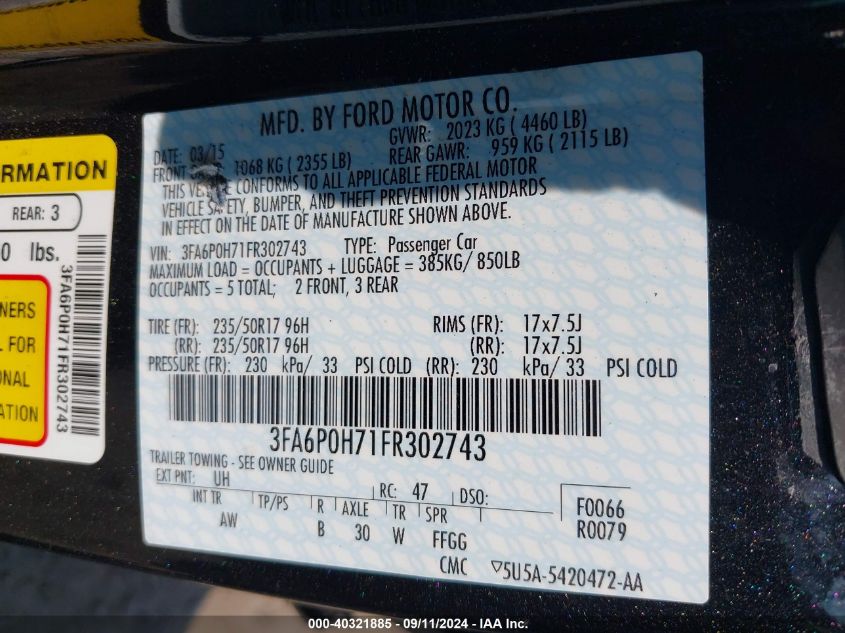 ORMATION
REAR: 3
0 lbs.
NERS
L FOR
ONAL
ATION
3FA6P0H71FR302743
MFD. BY FORD MOTOR CO.
DATE: 03/15 GVWR: 2023 KG ( 4460 LB)
FRONT 1068 KG ( 2355 LB) REAR GAWR: 959 KG ( 2115 LB)
THIS CONFORMS TO ALL APPLICABLE FEDERAL MOTOR
VEHICLE SAFETY, BUMPER, AND THEFT PREVENTION STANDARDS
IN EFFECT ON THE DATE OF MANUFACTURE SHOWN ABOVE.
VIN: 3FA6P0H71FR302743 TYPE: Passenger Car
MAXIMUM LOAD = OCCUPANTS + LUGGAGE = 385KG/ 850LB
OCCUPANTS = 5 TOTAL; 2 FRONT, 3 REAR
TIRE (FR): 235/50R17 96H RIMS (FR): 17x7.5J
(RR): 235/50R17 96H (RR): 17x7.5J
PRESSURE (FR): 230 kPa/ 33 PSI COLD (RR): 230 kPa/ 33 PSI COLD
3FA6P0H71FR302743
TRAILER TOWING - SEE OWNER GUIDE
EXT PNT: UH RC: 47 DSO:
INT TR TP/PS R AXLE TR SPR F0066
AW B 30 W FFGG R0079
CMC ▽5U5A-5420472-AA
000-40321885 - 09/11/2024 - IAA Inc.